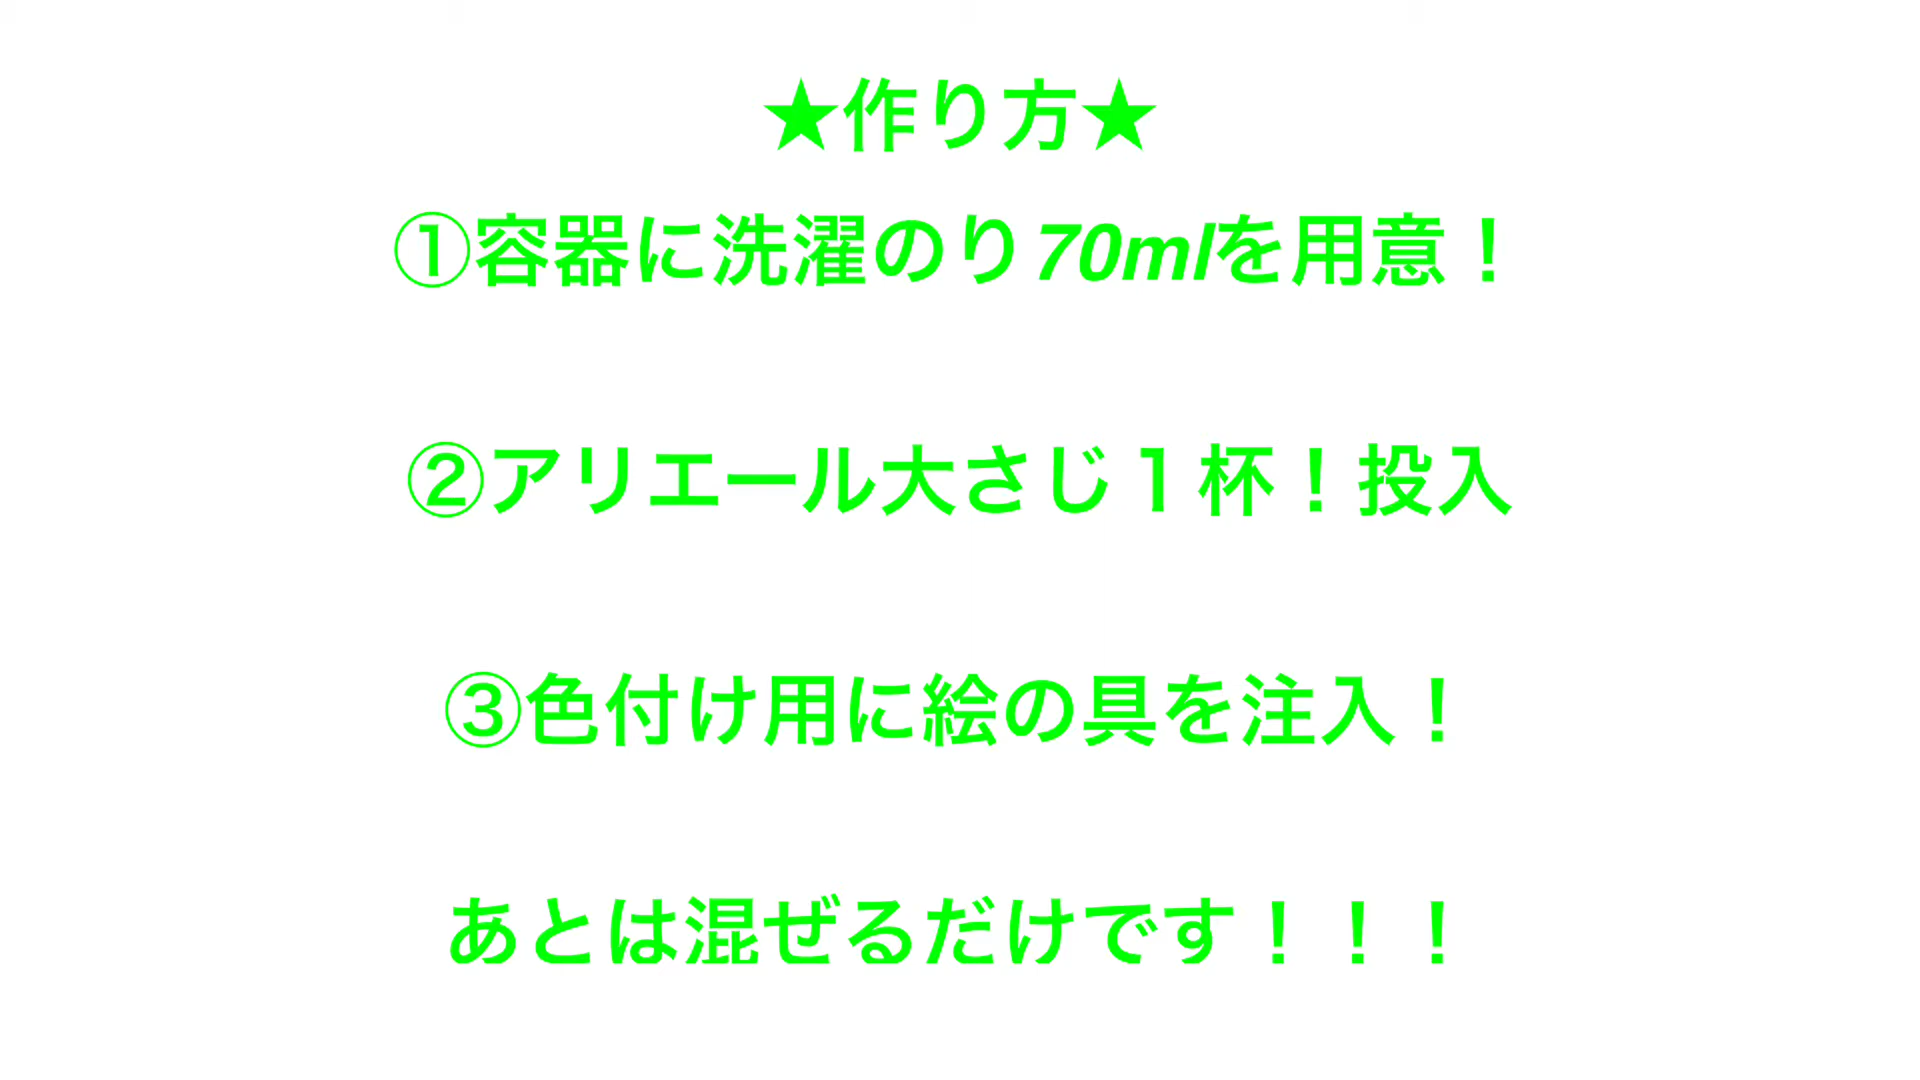 ★作り方★
①容器に洗濯のり70mlを用意！
②アリエール大さじ１杯！投入
③色付け用に絵の具を注入！
あとは混ぜるだけです！！！